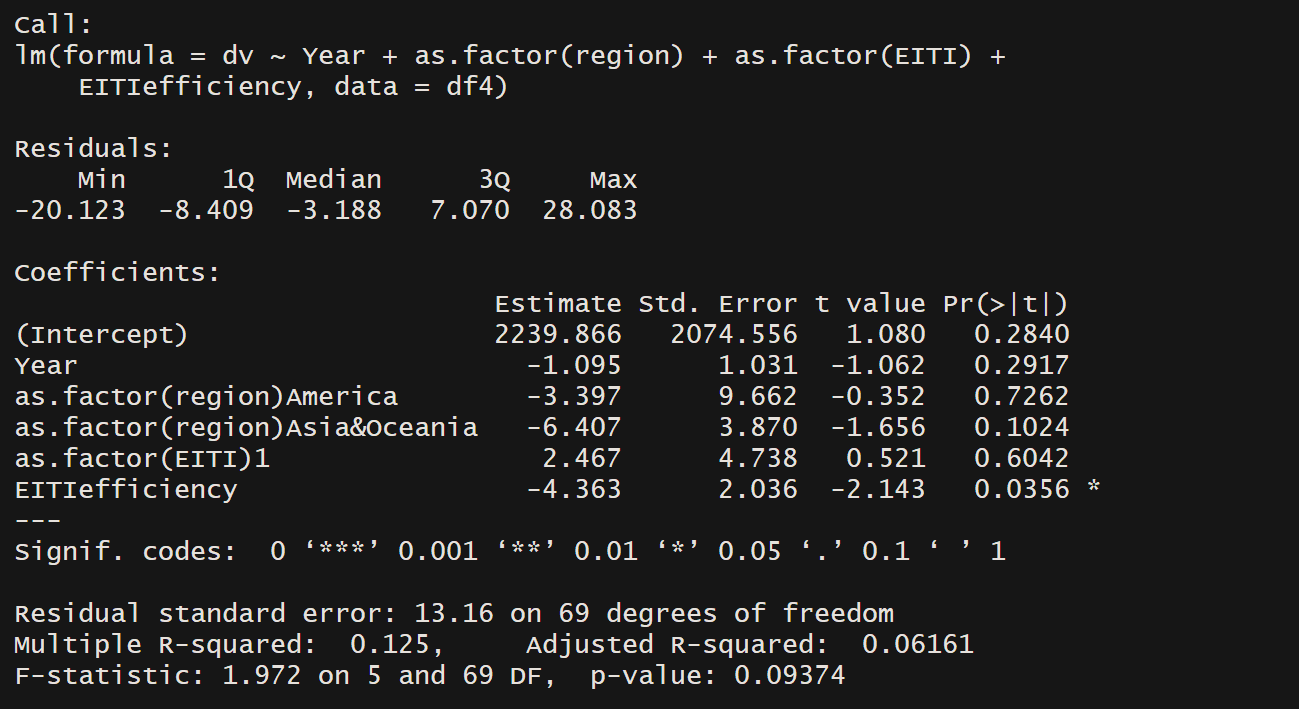 Call:
lm(formula = dv ~ Year + as.factor(region) + as.factor(EITI) +
    EITIefficiency, data = df4)

Residuals:
    Min      1Q  Median      3Q     Max
-20.123  -8.409  -3.188   7.070  28.083

Coefficients:
                              Estimate Std. Error t value Pr(>|t|)
(Intercept)                   2239.866   2074.556   1.080   0.2840
Year                            -1.095      1.031  -1.062   0.2917
as.factor(region)America        -3.397      9.662  -0.352   0.7262
as.factor(region)Asia&Oceania   -6.407      3.870  -1.656   0.1024
as.factor(EITI)1                 2.467      4.738   0.521   0.6042
EITIefficiency                  -4.363      2.036  -2.143   0.0356 *
---
Signif. codes:  0 ‘***’ 0.001 ‘**’ 0.01 ‘*’ 0.05 ‘.’ 0.1 ‘ ’ 1

Residual standard error: 13.16 on 69 degrees of freedom
Multiple R-squared:  0.125,     Adjusted R-squared:  0.06161
F-statistic: 1.972 on 5 and 69 DF,  p-value: 0.09374